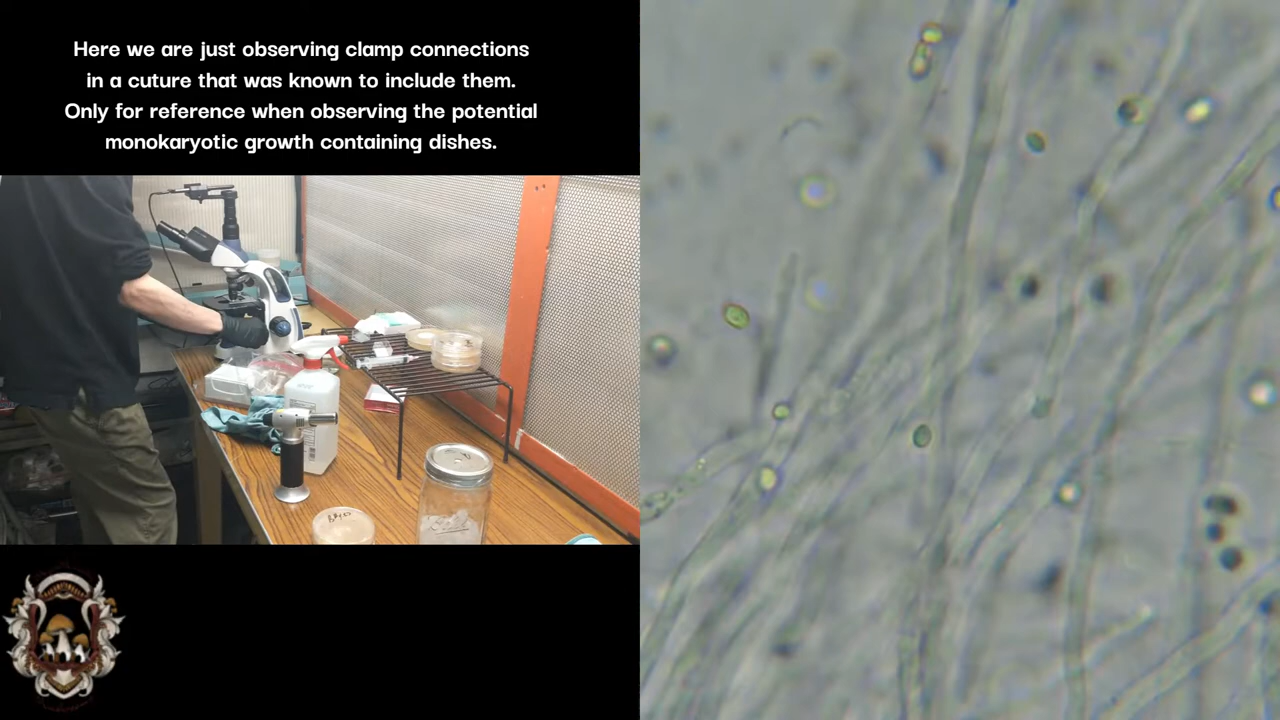 Here we are just observing clamp connections
in a cuture that was known to include them.
Only for reference when observing the potential
monokaryotic growth containing dishes.